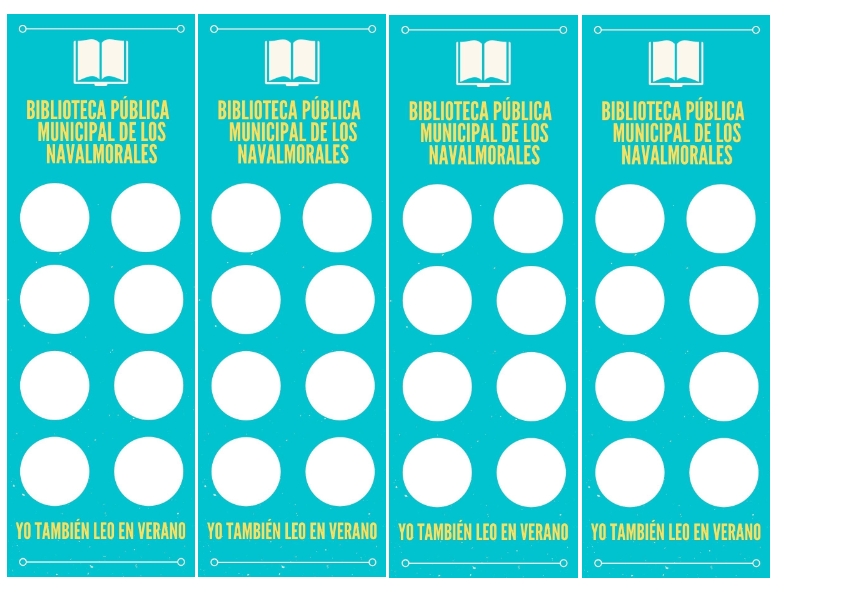 BIBLIOTECA PÚBLICA
MUNICIPAL DE LOS
NAVALMORALES
YO TAMBIÉN LEO EN VERANO
BIBLIOTECA PÚBLICA
MUNICIPAL DE LOS
NAVALMORALES
YO TAMBIÉN LEO EN VERANO
BIBLIOTECA PÚBLICA
MUNICIPAL DE LOS
NAVALMORALES
YO TAMBIÉN LEO EN VERANO
BIBLIOTECA PÚBLICA
MUNICIPAL DE LOS
NAVALMORALES
YO TAMBIÉN LEO EN VERANO